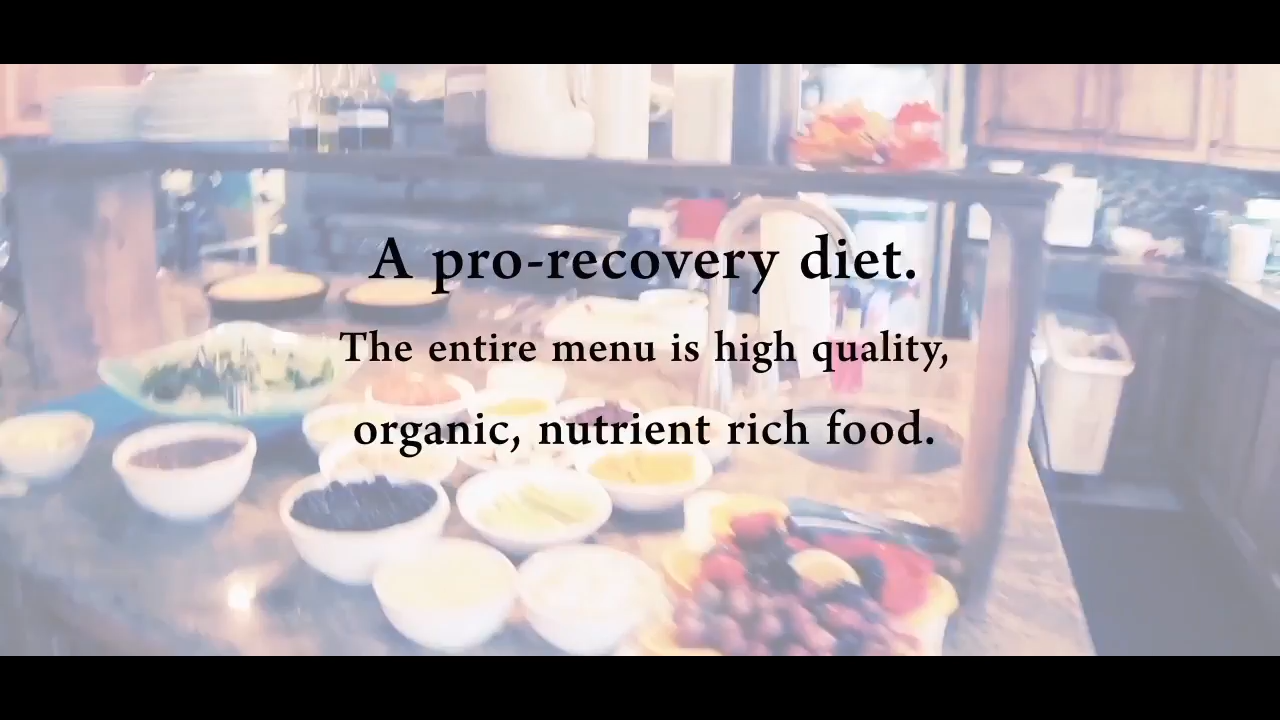 A pro-recovery diet.
The entire menu is high quality,
organic, nutrient rich food.